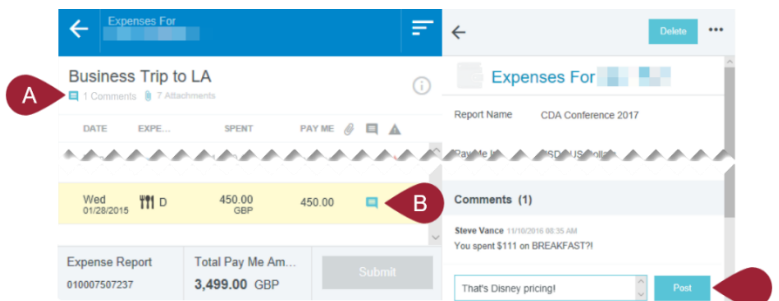 Expenses For
Business Trip to LA
1 Comments 7 Attachments
A
DATE EXPE... SPENT PAY ME
Wed
01/28/2015
D
450.00
GBP
450.00
B
Expense Report
010007507237
Total Pay Me Am...
3,499.00 GBP
Submit
Delete
Expenses For
Report Name CDA Conference 2017
Comments (1)
Steve Vance 11/10/2016 08:35 AM
You spent $111 on BREAKFAST?!
That's Disney pricing!
Post